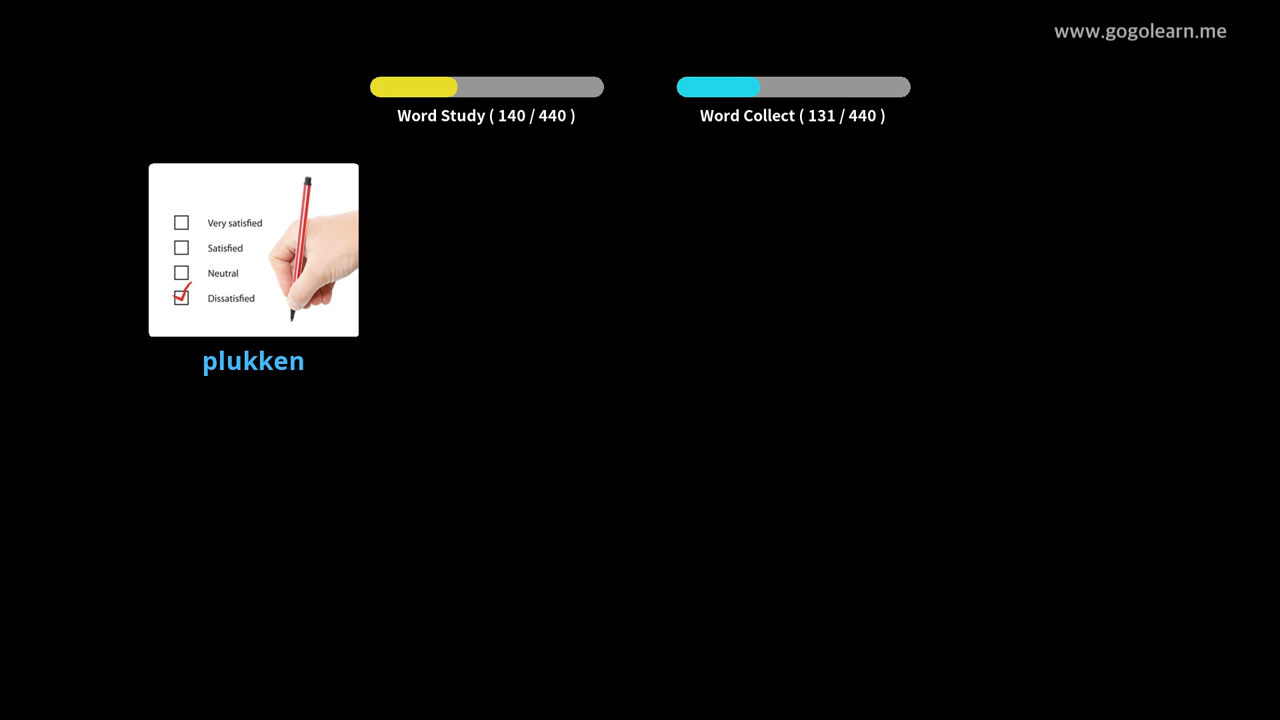 www.gogolearn.me
Word Study ( 140 / 440 )
Word Collect ( 131 / 440 )
Very satisfied
Satisfied
Neutral
Dissatisfied
plukken